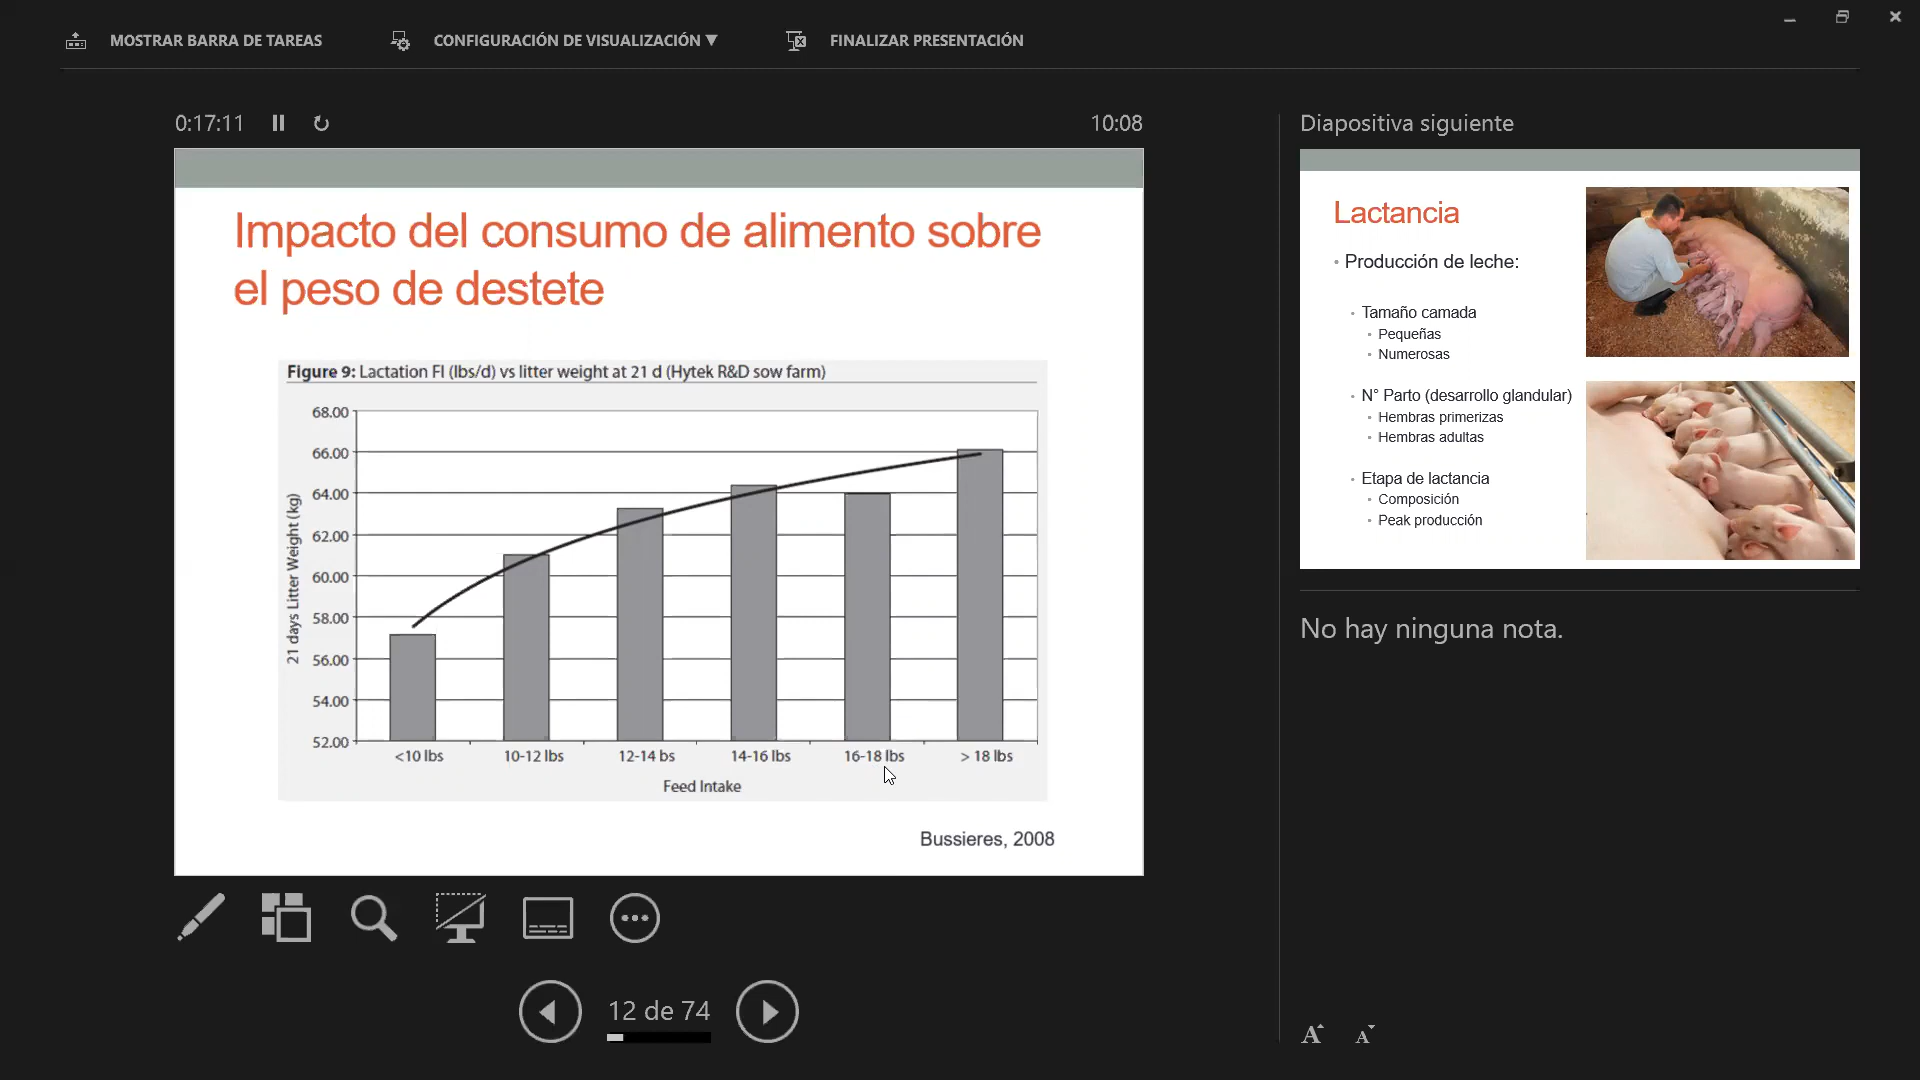 MOSTRAR BARRA DE TAREAS
CONFIGURACIÓN DE VISUALIZACIÓN ▼
FINALIZAR PRESENTACIÓN
0:17:11
10:08
Impacto del consumo de alimento sobre
el peso de destete
Figure 9: Lactation FI (lbs/d) vs litter weight at 21 d (Hytek R&D sow farm)
21 days Litter Weight (kg)
68.00
66.00
64.00
62.00
60.00
58.00
56.00
54.00
52.00
<10 lbs
10-12 lbs
12-14 bs
14-16 lbs
16-18 lbs
> 18 lbs
Feed Intake
Bussieres, 2008
12 de 74
Diapositiva siguiente
Lactancia
• Producción de leche:
• Tamaño camada
• Pequeñas
• Numerosas
• N° Parto (desarrollo glandular)
• Hembras primerizas
• Hembras adultas
• Etapa de lactancia
• Composición
• Peak producción
No hay ninguna nota.
A A